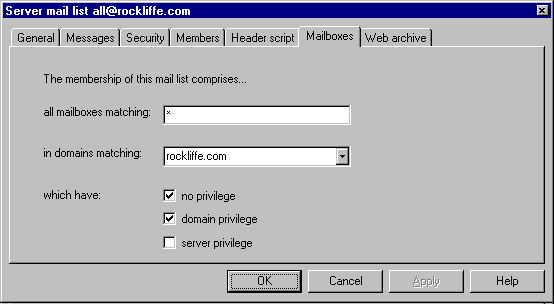 Server mail list all@rockliffe.com
General Messages Security Members Header script Mailboxes Web archive
The membership of this mail list comprises...
all mailboxes matching: *
in domains matching: rockliffe.com
which have: no privilege
domain privilege
server privilege
OK Cancel Apply Help